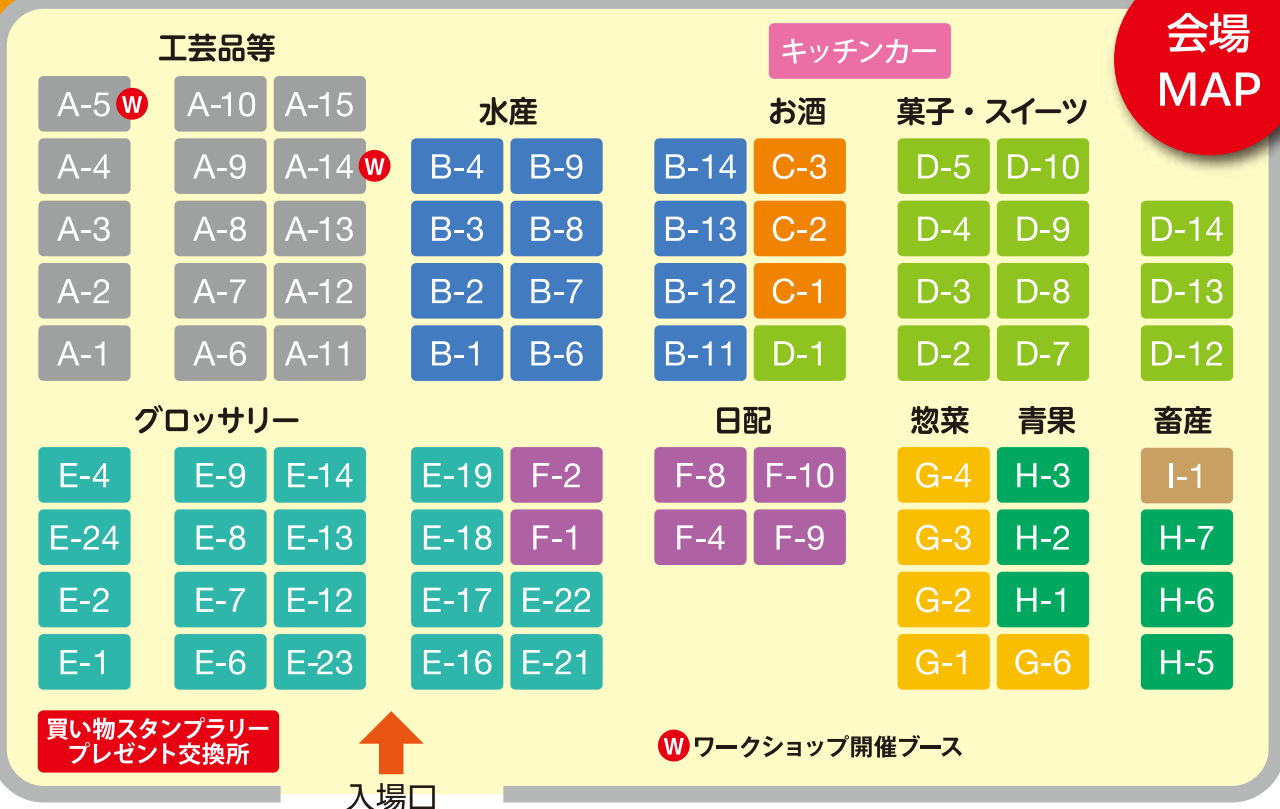 会場
MAP
キッチンカー
工芸品等
A-5 W A-10 A-15
A-4 A-9 A-14 W
A-3 A-8 A-13
A-2 A-7 A-12
A-1 A-6 A-11
水産
B-4 B-9
B-3 B-8
B-2 B-7
B-1 B-6
お酒
B-14 C-3
B-13 C-2
B-12 C-1
B-11 D-1
菓子・スイーツ
D-5 D-10
D-4 D-9 D-14
D-3 D-8 D-13
D-2 D-7 D-12
グロッサリー
E-4 E-9 E-14 E-19 F-2
E-24 E-8 E-13 E-18 F-1
E-2 E-7 E-12 E-17 E-22
E-1 E-6 E-23 E-16 E-21
日配
F-8 F-10
F-4 F-9
惣菜 青果 畜産
G-4 H-3 I-1
G-3 H-2 H-7
G-2 H-1 H-6
G-1 G-6 H-5
買い物スタンプラリー
プレゼント交換所
入場口
W ワークショップ開催ブース